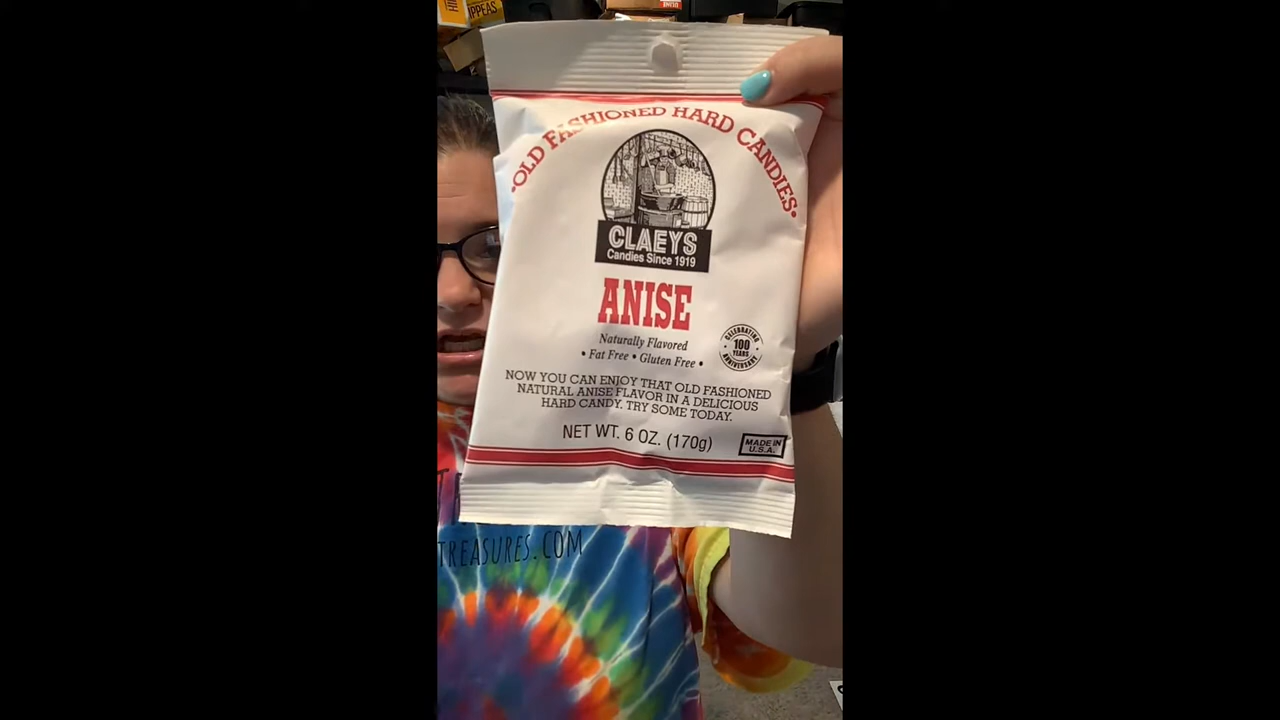 PPEAS
•OLD FASHIONED HARD CANDIES•
CLAEYS
Candies Since 1919
ANISE
Naturally Flavored
• Fat Free • Gluten Free •
CELEBRATING
100
YEARS
ANNIVERSARY
NOW YOU CAN ENJOY THAT OLD FASHIONED
NATURAL ANISE FLAVOR IN A DELICIOUS
HARD CANDY. TRY SOME TODAY.
NET WT. 6 OZ. (170g)
MADE IN
U.S.A.
TREASURES.COM